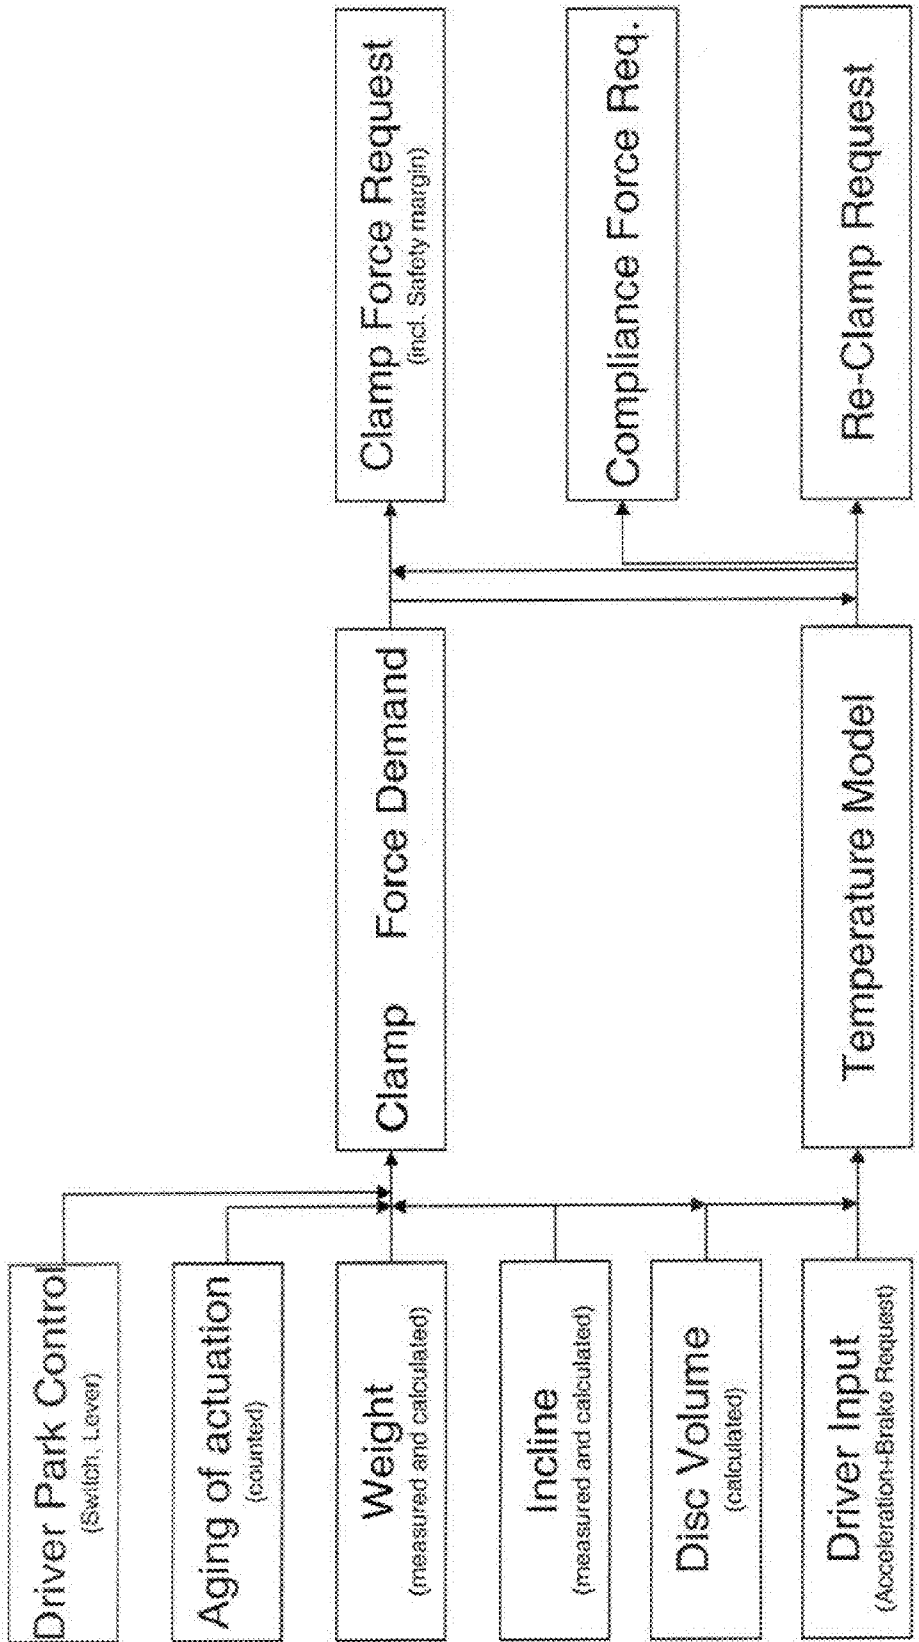 Driver Park Control
(Switch, Lever)
Aging of actuation
(counted)
Weight
(measured and calculated)
Incline
(measured and calculated)
Disc Volume
(calculated)
Driver Input
(Acceleration+Brake Request)
Clamp Force Demand
Temperature Model
Clamp Force Request
(incl. Safety margin)
Compliance Force Req.
Re-Clamp Request